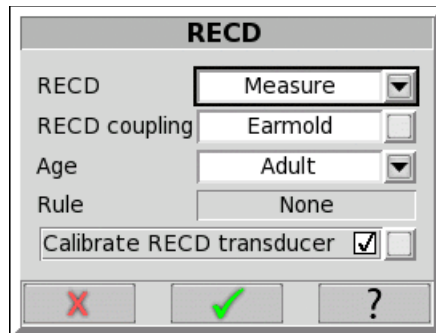 RECD
RECD Measure
RECD coupling Earmold
Age Adult
Rule None
Calibrate RECD transducer
?